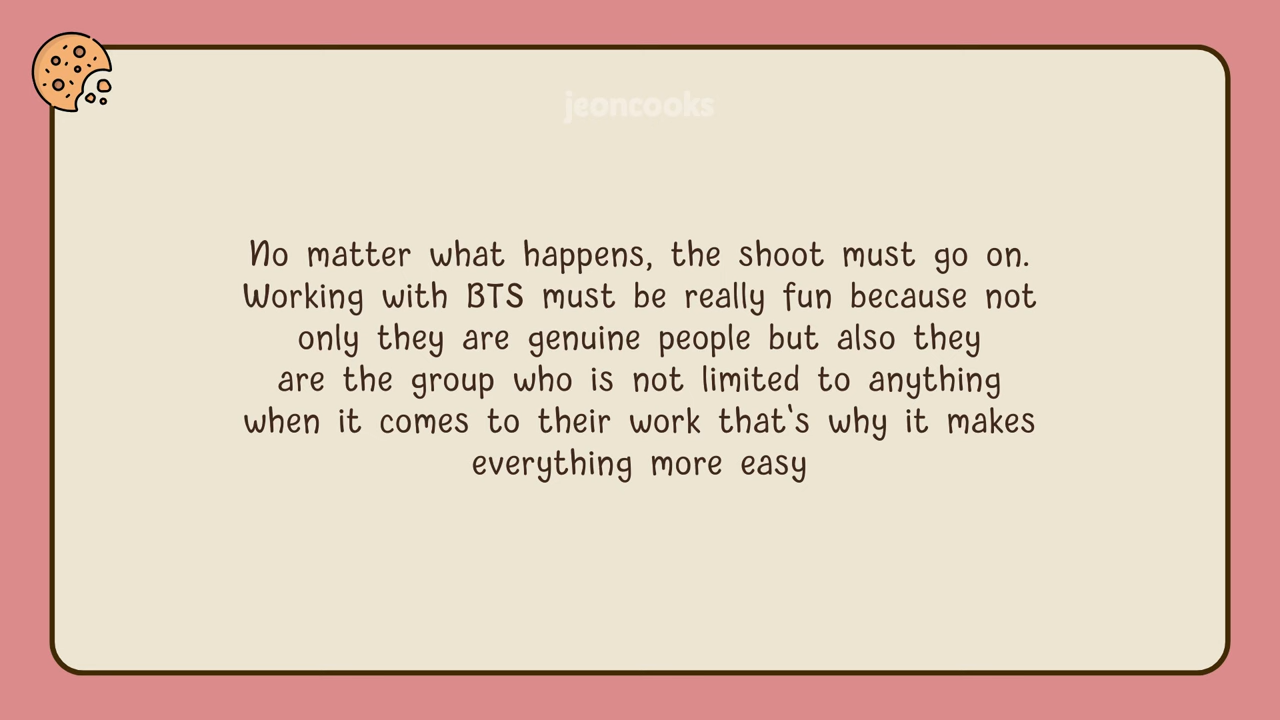 jeoncooks
No matter what happens, the shoot must go on.
Working with BTS must be really fun because not
only they are genuine people but also they
are the group who is not limited to anything
when it comes to their work that's why it makes
everything more easy